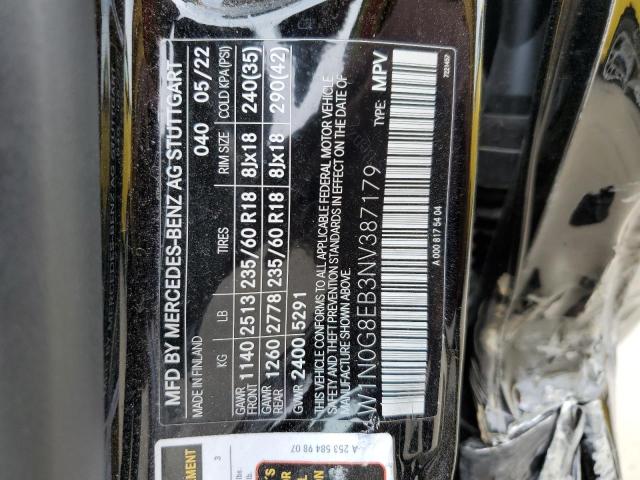 MFD BY MERCEDES-BENZ AG STUTTGART
MADE IN FINLAND 040 05/22
KG LB TIRES RIM SIZE COLD KPA(PSI)
GAWR FRONT 1140 2513 235/60 R18 8Jx18 240(35)
GAWR REAR 1260 2778 235/60 R18 8Jx18 290(42)
GVWR 2400 5291
THIS VEHICLE CONFORMS TO ALL APPLICABLE FEDERAL MOTOR VEHICLE
SAFETY AND THEFT PREVENTION STANDARDS IN EFFECT ON THE DATE OF
MANUFACTURE SHOWN ABOVE.
W1N0G8EB3NV387179 TYPE: MPV
A 000 817 54 04
A 253 584 98 07
3